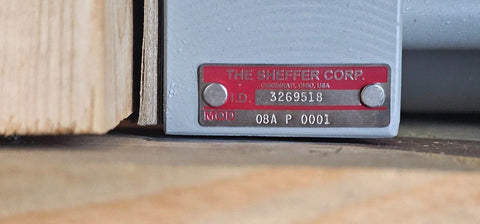 THE SHEFFER CORP.
CINCINNATI, OHIO, USA
I.D. 3269518
MOD 08A P 0001